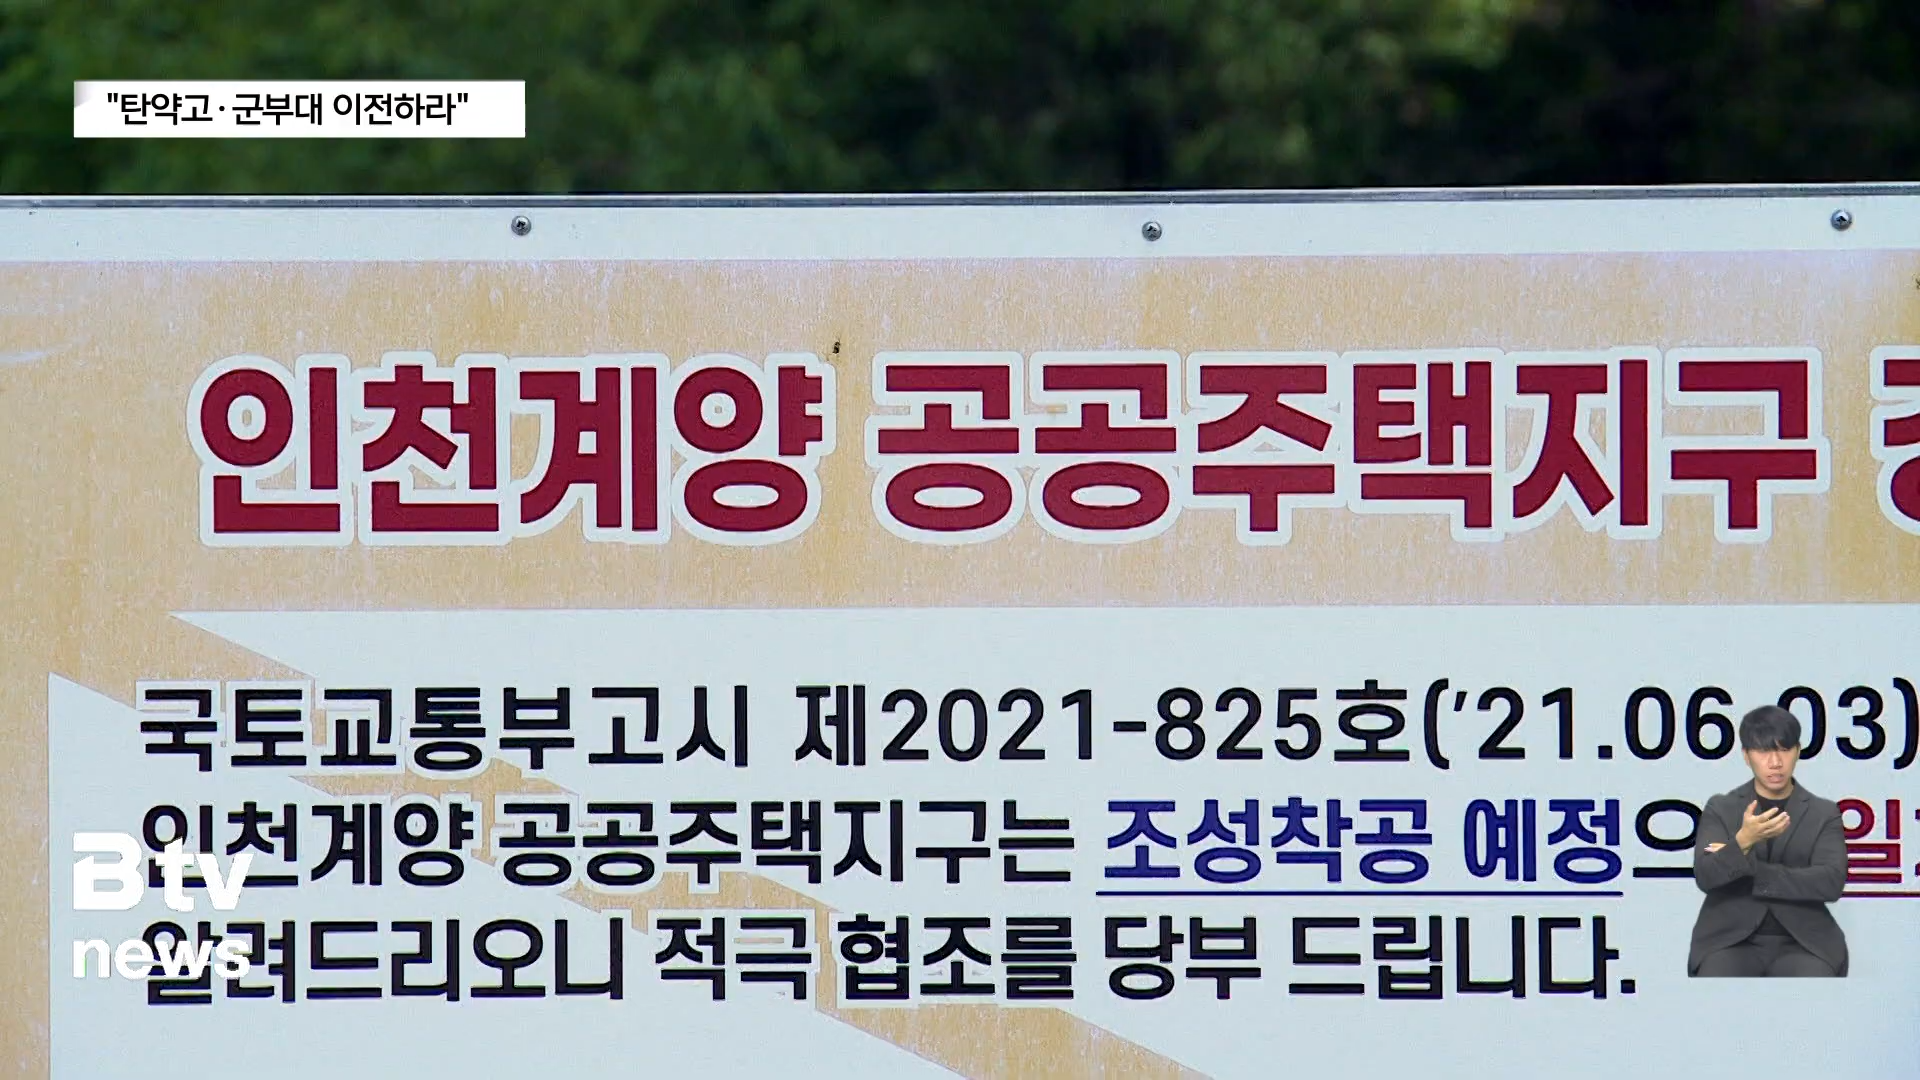 "탄약고·군부대 이전하라"
인천계양 공공주택지구
국토교통부고시 제2021-825호('21.06.03)
인천계양 공공주택지구는 조성착공 예정으
알려드리오니 적극 협조를 당부 드립니다.
B tv
news